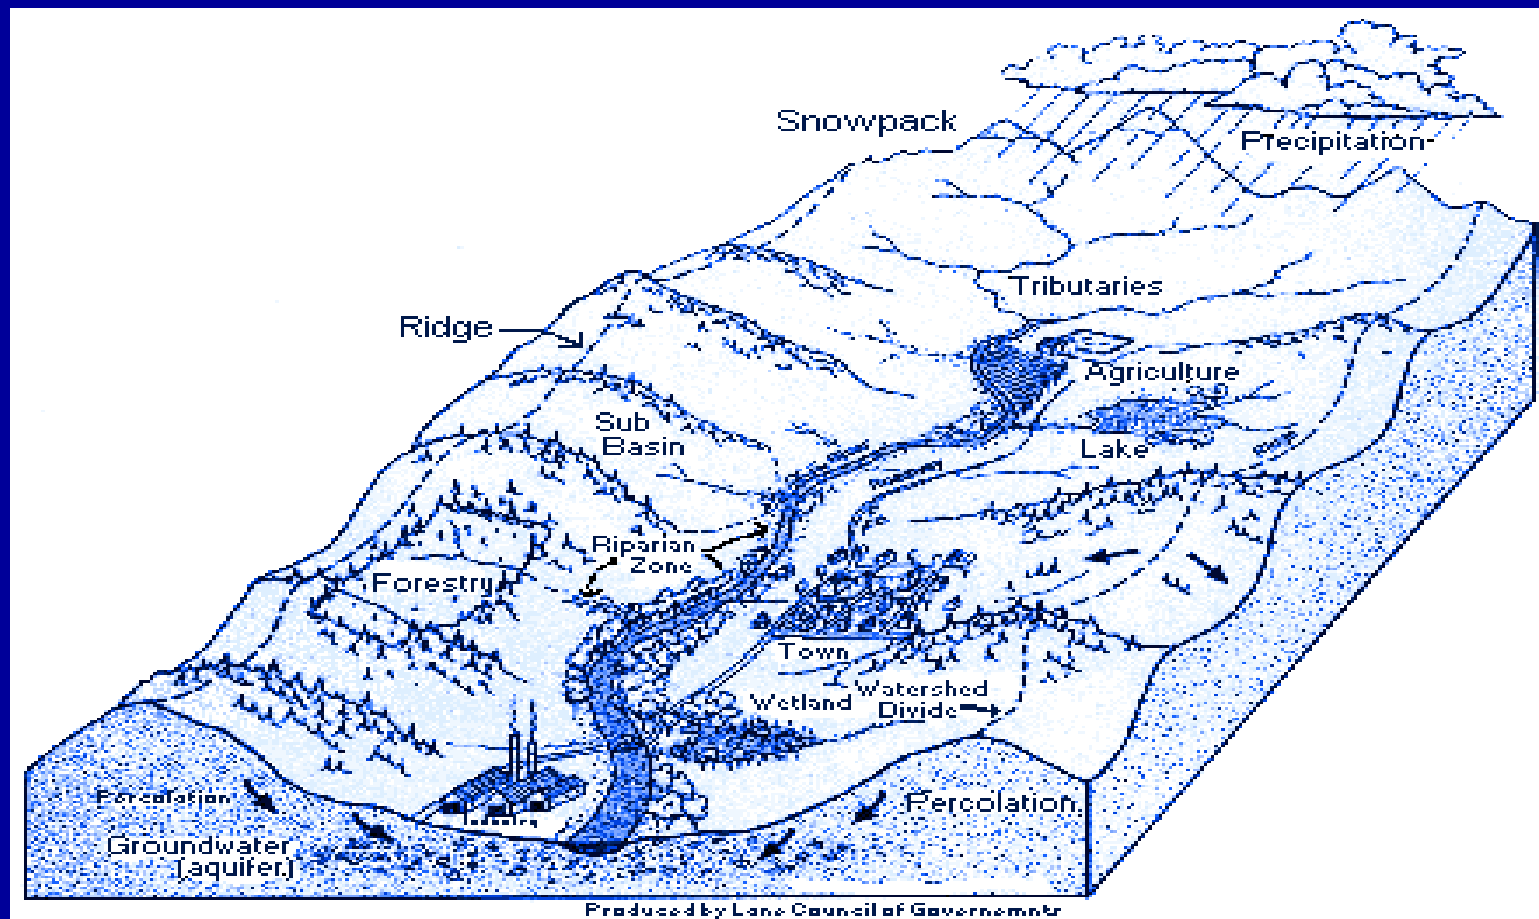 Snowpack
Precipitation
Tributaries
Ridge
Agriculture
Sub
Basin
Lake
Riparian
Zone
Forestry
Town
Wetland
Watershed
Divide
Percolation
Percolation
Groundwater
(aquifer)
Produced by Lane Council of Governments